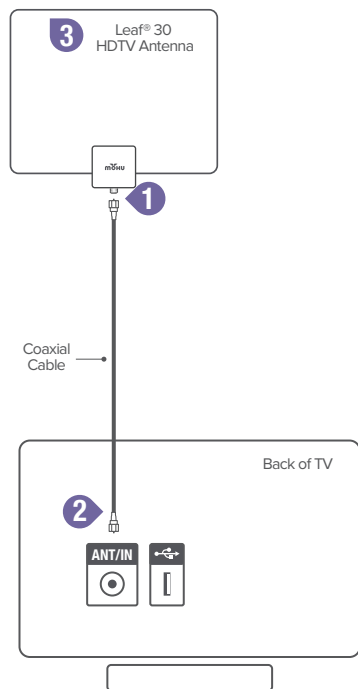 3
Leaf® 30
HDTV Antenna
mohu
1
Coaxial
Cable
Back of TV
2
ANT/IN